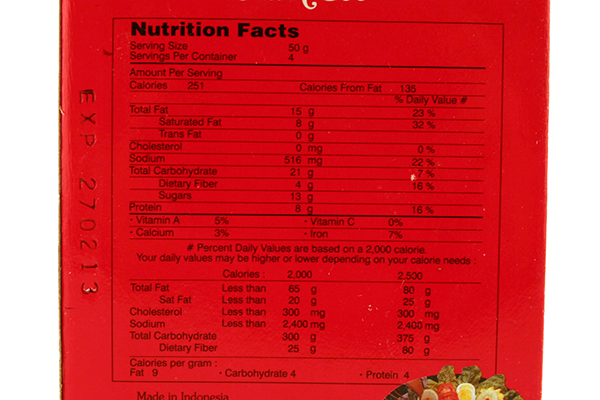 Nutrition Facts
Serving Size 50 g
Servings Per Container 4
Amount Per Serving
Calories 251 Calories From Fat 135
% Daily Value #
Total Fat 15 g 23 %
Saturated Fat 8 g 32 %
Trans Fat 0 g
Cholesterol 0 mg 0 %
Sodium 516 mg 22 %
Total Carbohydrate 21 g 7 %
Dietary Fiber 4 g 16 %
Sugars 13 g
Protein 8 g 16 %
· Vitamin A 5% · Vitamin C 0%
· Calcium 3% · Iron 7%
# Percent Daily Values are based on a 2,000 calorie.
Your daily values may be higher or lower depending on your calorie needs :
Calories : 2,000 2.500
Total Fat Less than 65 g 80 g
Sat Fat Less than 20 g 25 g
Cholesterol Less than 300 mg 300 mg
Sodium Less than 2,400 mg 2,400 mg
Total Carbohydrate 300 g 375 g
Dietary Fiber 25 g 80 g
Calories per gram :
Fat 9 · Carbohydrate 4 · Protein 4
Made in Indonesia
EXP 270213